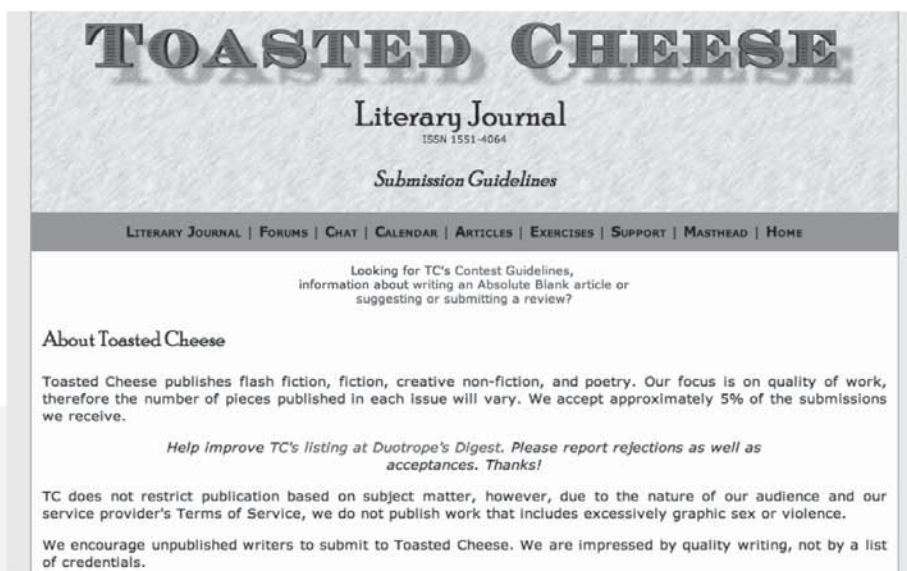 TOASTED CHEESE
Literary Journal
ISSN 1551-4064
Submission Guidelines
LITERARY JOURNAL | FORUMS | CHAT | CALENDAR | ARTICLES | EXERCISES | SUPPORT | MASTHEAD | HOME
Looking for TC's Contest Guidelines,
information about writing an Absolute Blank article or
suggesting or submitting a review?
About Toasted Cheese
Toasted Cheese publishes flash fiction, fiction, creative non-fiction, and poetry. Our focus is on quality of work,
therefore the number of pieces published in each issue will vary. We accept approximately 5% of the submissions
we receive.
Help improve TC's listing at Duotrope's Digest. Please report rejections as well as
acceptances. Thanks!
TC does not restrict publication based on subject matter, however, due to the nature of our audience and our
service provider's Terms of Service, we do not publish work that includes excessively graphic sex or violence.
We encourage unpublished writers to submit to Toasted Cheese. We are impressed by quality writing, not by a list
of credentials.